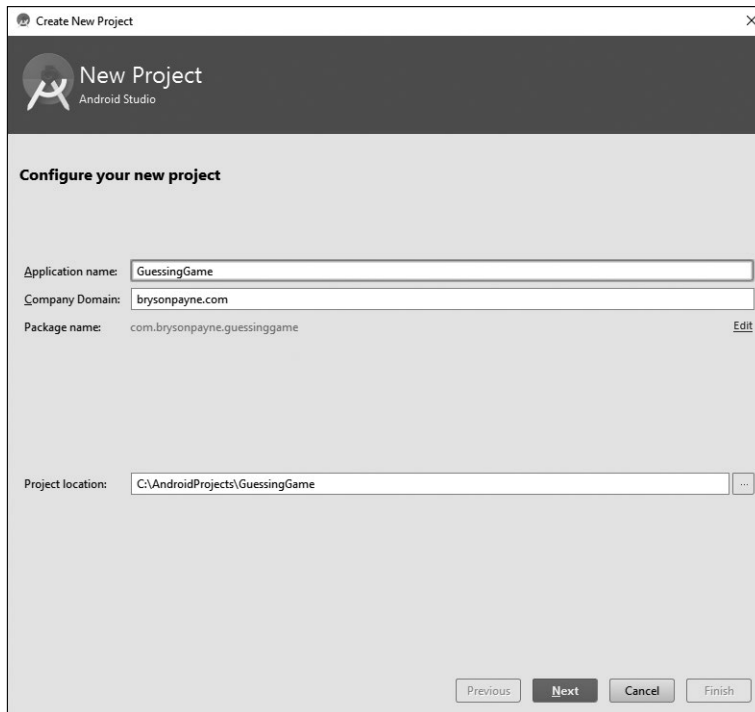 Create New Project
New Project
Android Studio
Configure your new project
Application name: GuessingGame
Company Domain: brysonpayne.com
Package name: com.brysonpayne.guessinggame Edit
Project location: C:\AndroidProjects\GuessingGame ...
Previous Next Cancel Finish